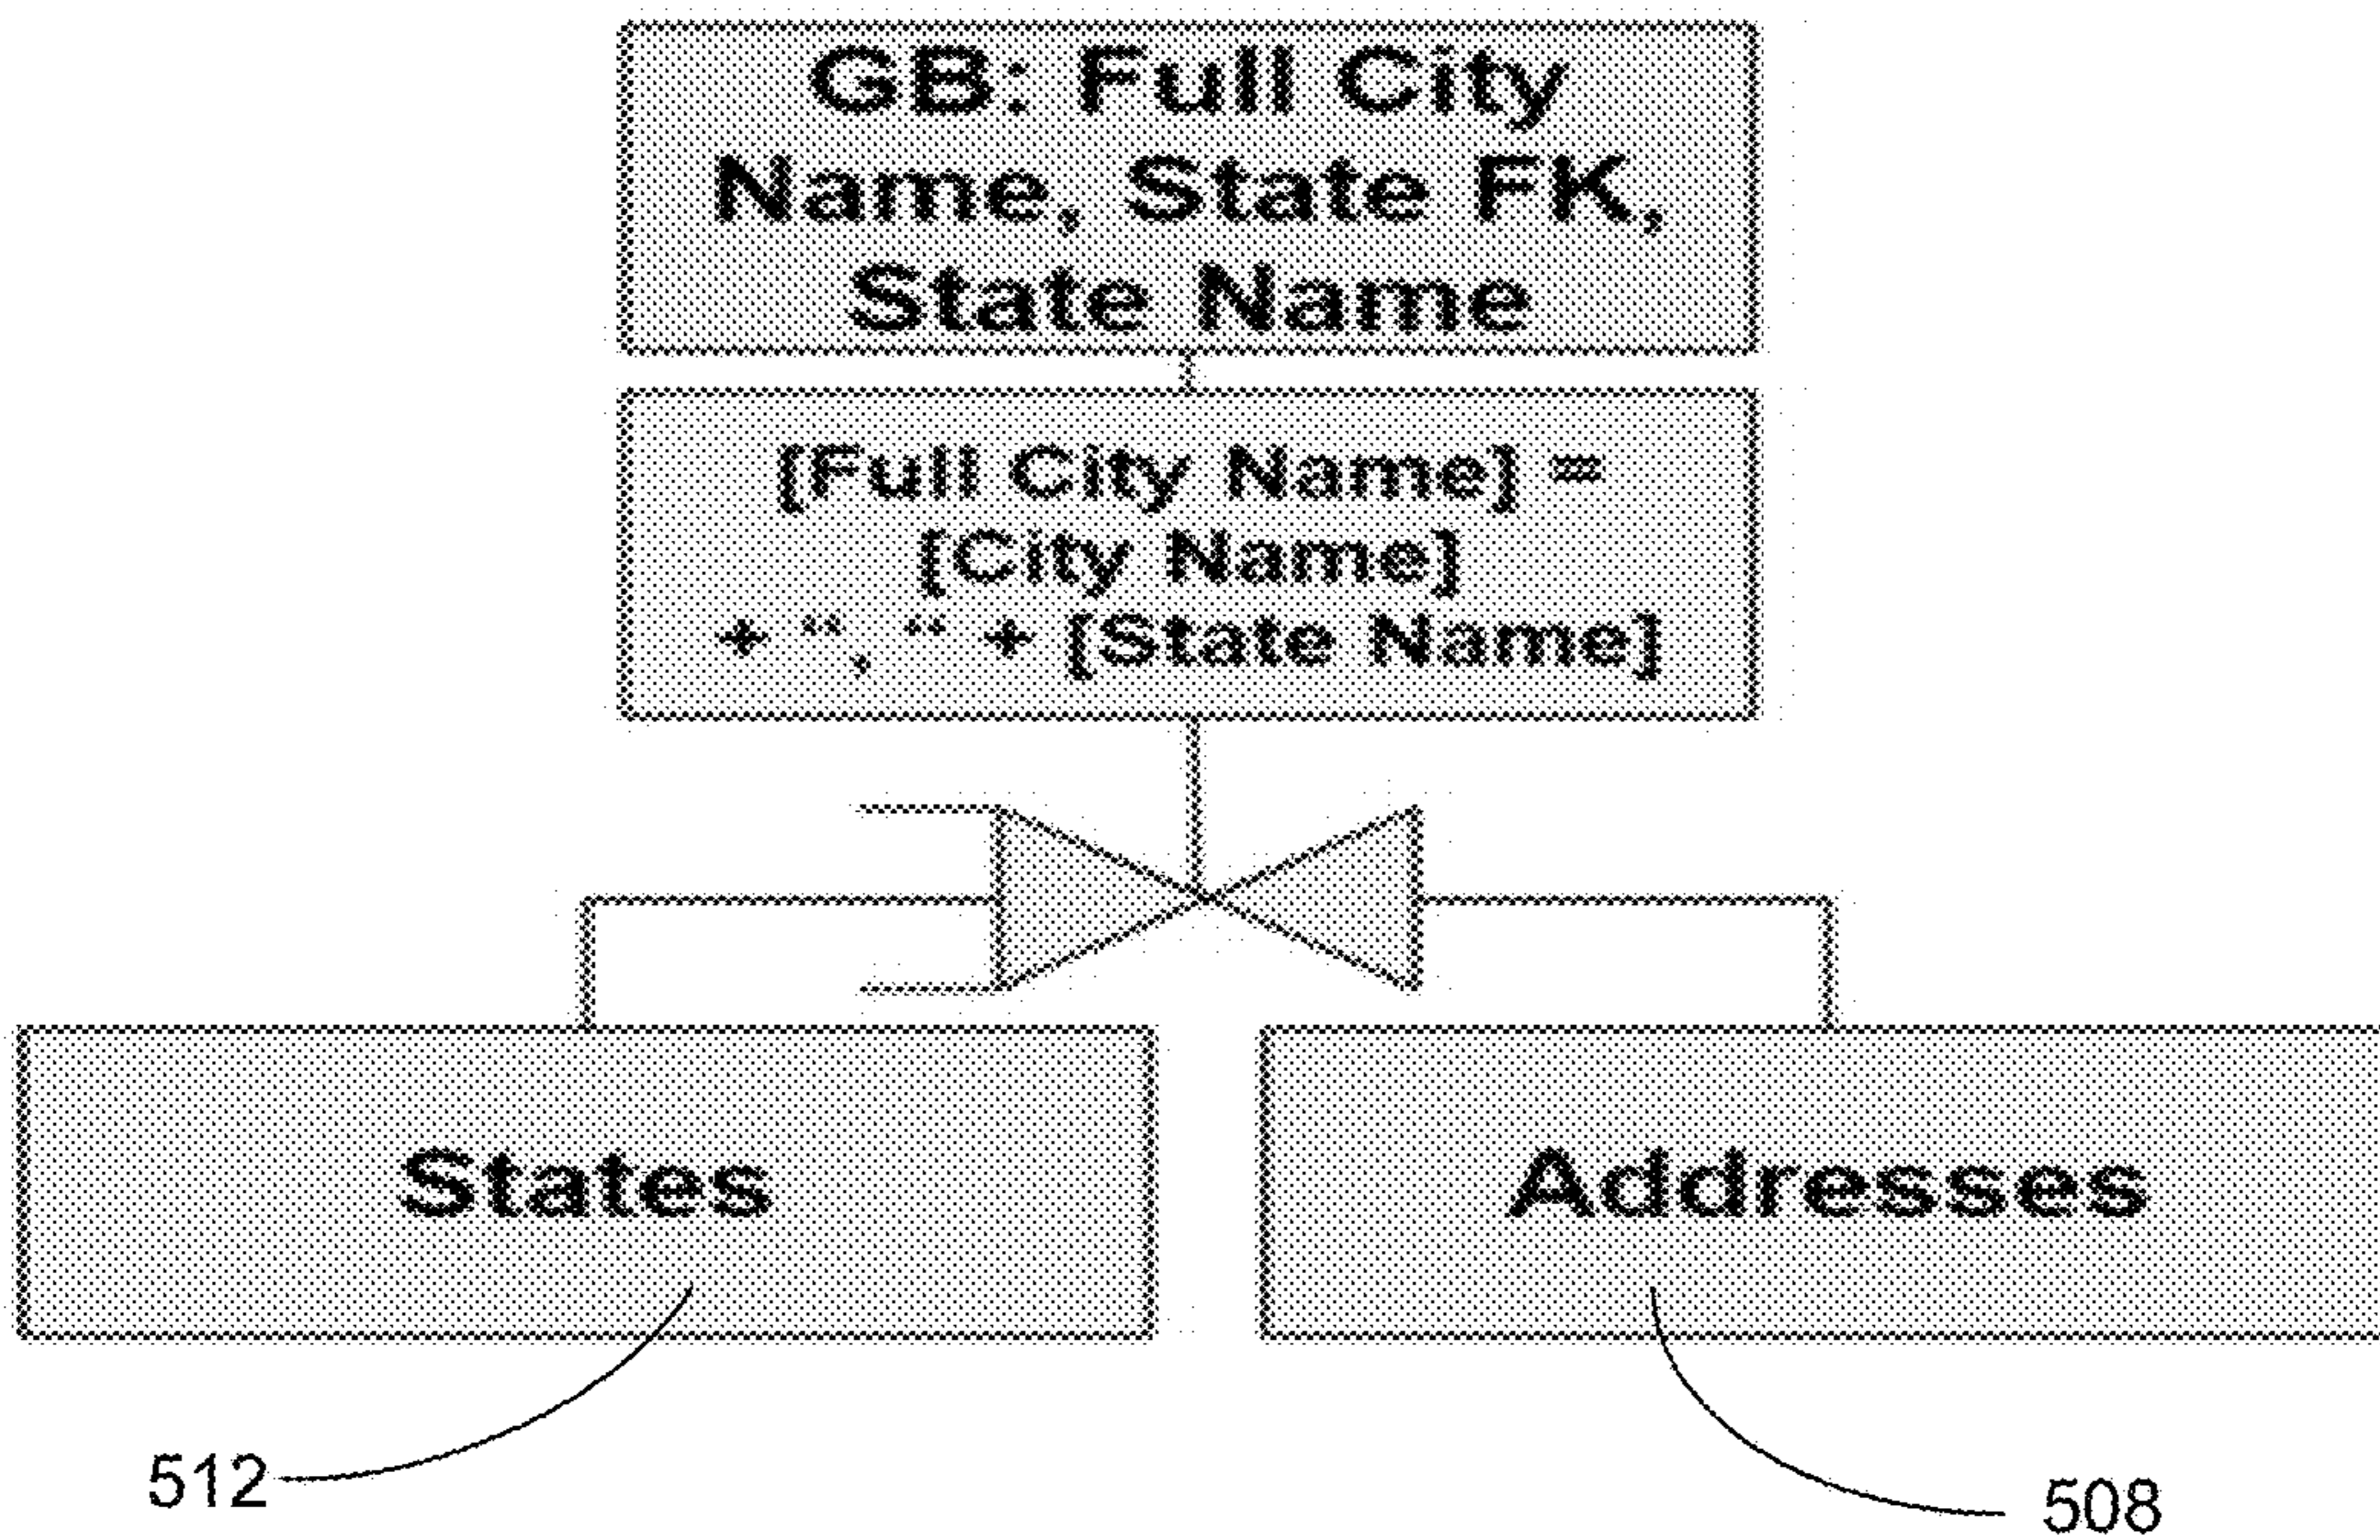 GB: Full City
Name, State FK,
State Name
[Full City Name] =
[City Name]
+ “, “ + [State Name]
States
Addresses
512
508